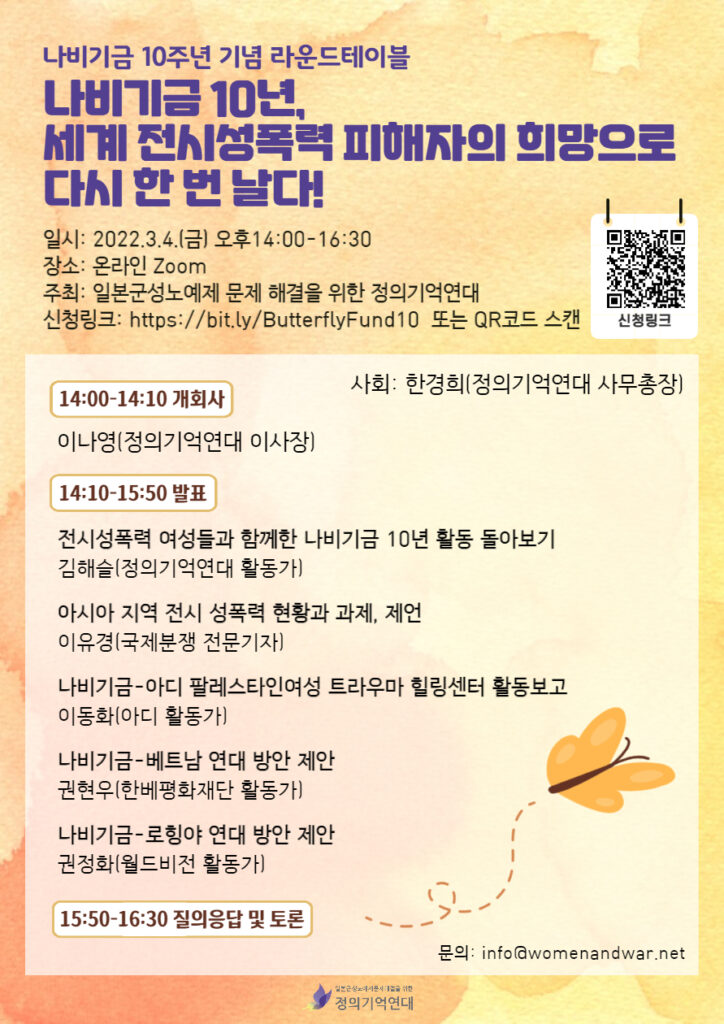 나비기금 10주년 기념 라운드테이블
나비기금 10년,
세계 전시성폭력 피해자의 희망으로
다시 한 번 날다!
일시: 2022.3.4.(금) 오후14:00-16:30
장소: 온라인 Zoom
주최: 일본군성노예제 문제 해결을 위한 정의기억연대
신청링크: https://bit.ly/ButterflyFund10 또는 QR코드 스캔
신청링크
사회: 한경희(정의기억연대 사무총장)
14:00-14:10 개회사
이나영(정의기억연대 이사장)
14:10-15:50 발표
전시성폭력 여성들과 함께한 나비기금 10년 활동 돌아보기
김해슬(정의기억연대 활동가)
아시아 지역 전시 성폭력 현황과 과제, 제언
이유경(국제분쟁 전문기자)
나비기금-아디 팔레스타인여성 트라우마 힐링센터 활동보고
이동화(아디 활동가)
나비기금-베트남 연대 방안 제안
권현우(한베평화재단 활동가)
나비기금-로힝야 연대 방안 제안
권정화(월드비전 활동가)
15:50-16:30 질의응답 및 토론
문의: info@womenandwar.net
일본군성노예제 문제 해결을 위한
정의기억연대